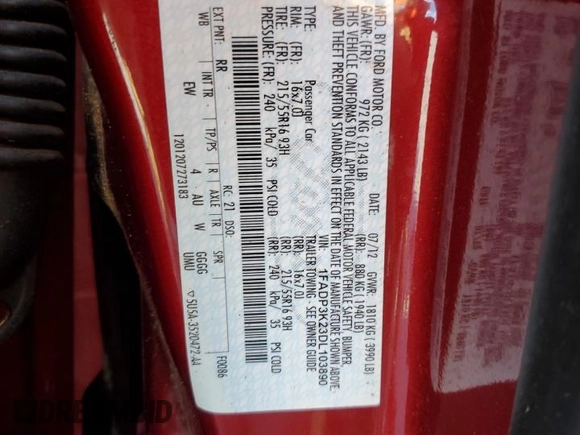 MFD. BY FORD MOTOR CO.
07/12 GVWR: 1810 KG ( 3990 LB)
GAWR: (FR): 972 KG ( 2143 LB) (RR): 880 KG ( 1940 LB)
THIS VEHICLE CONFORMS TO ALL APPLICABLE FEDERAL MOTOR VEHICLE SAFETY, BUMPER
AND THEFT PREVENTION STANDARDS IN EFFECT ON THE DATE OF MANUFACTURE SHOWN ABOVE.
VIN: 1FADP3K23DL103890
TYPE: Passenger Car TRAILER TOWING - SEE OWNER GUIDE
RIM: (FR): 16x7.0J (RR): 16x7.0J
TIRE: (FR): 215/55R16 93H (RR): 215/55R16 93H
PRESSURE: (FR): 240 kPa/ 35 PSI COLD (RR): 240 kPa/ 35 PSI COLD
EXT PNT: RR RC: 21 DSO: F0086
WB INT TR TP/PS R AXLE TR SPR
EW 4 AU W GGGG UMU
1201207273183